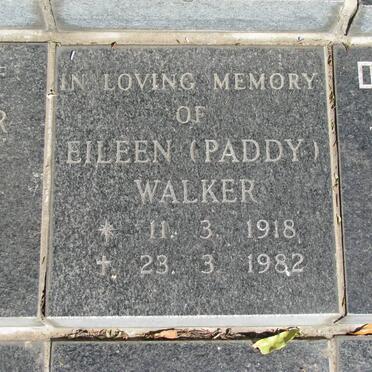 IN LOVING MEMORY
OF
EILEEN (PADDY)
WALKER
* 11. 3. 1918
† 23. 3. 1982